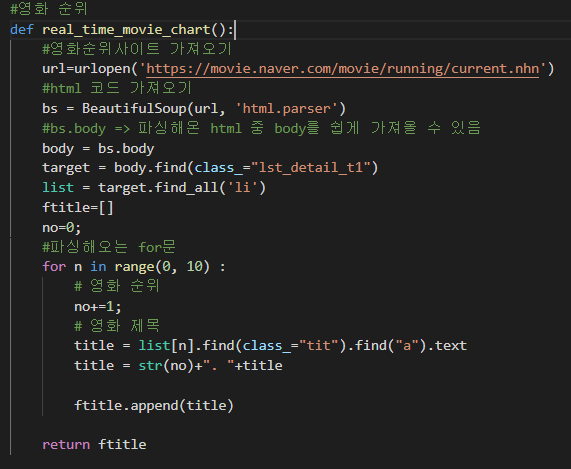 #영화 순위
def real_time_movie_chart():
#영화순위사이트 가져오기
url=urlopen('https://movie.naver.com/movie/running/current.nhn')
#html 코드 가져오기
bs = BeautifulSoup(url, 'html.parser')
#bs.body => 파싱해온 html 중 body를 쉽게 가져올 수 있음
body = bs.body
target = body.find(class_="lst_detail_t1")
list = target.find_all('li')
ftitle=[]
no=0;
#파싱해오는 for문
for n in range(0, 10) :
# 영화 순위
no+=1;
# 영화 제목
title = list[n].find(class_="tit").find("a").text
title = str(no)+". "+title
ftitle.append(title)
return ftitle